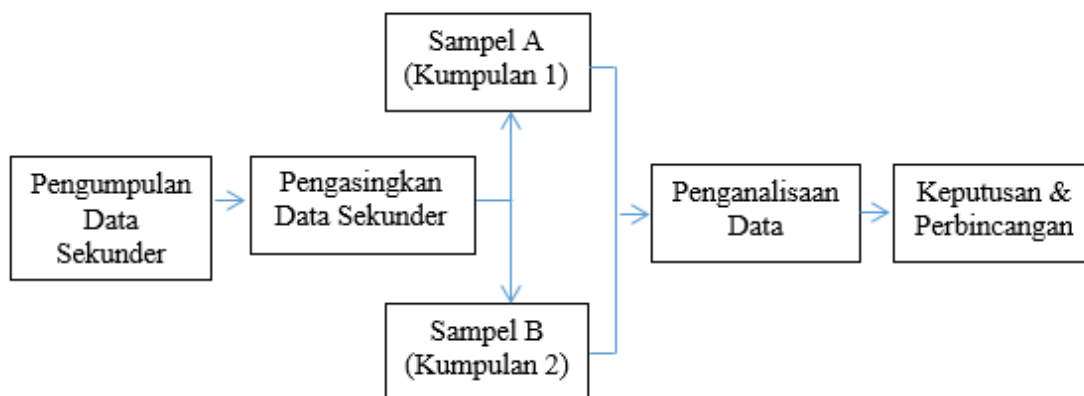 Pengumpulan
Data
Sekunder
Pengasingkan
Data Sekunder
Sampel A
(Kumpulan 1)
Sampel B
(Kumpulan 2)
Penganalisaan
Data
Keputusan &
Perbincangan